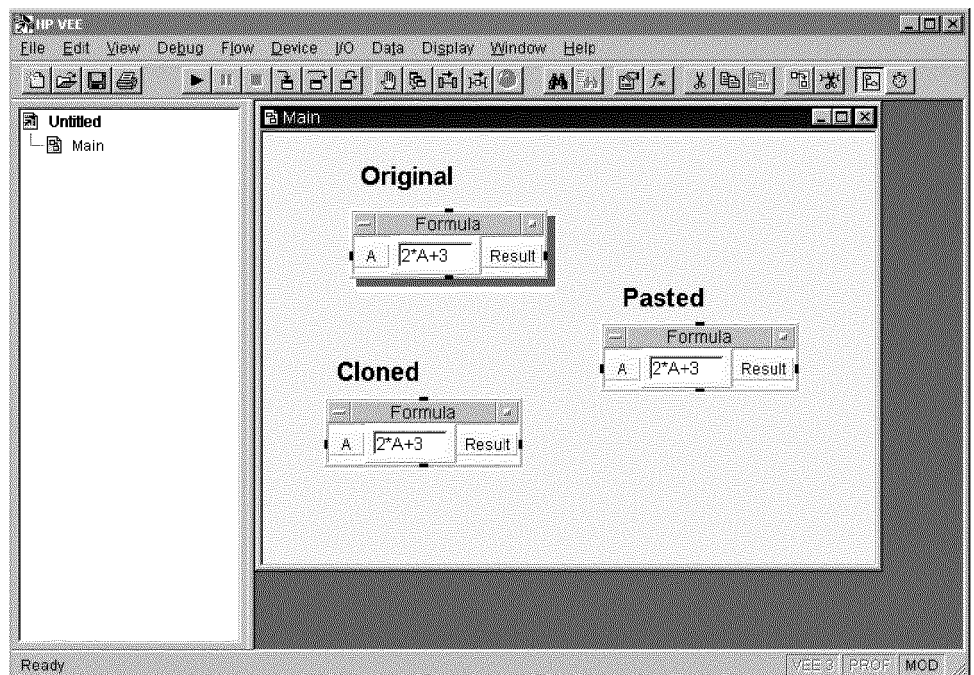 HP VEE
File Edit View Debug Flow Device I/O Data Display Window Help
Untitled
Main
Main
Original
Formula
A 2*A+3 Result
Pasted
Formula
A 2*A+3 Result
Cloned
Formula
A 2*A+3 Result
Ready VEE 3 PROF MOD